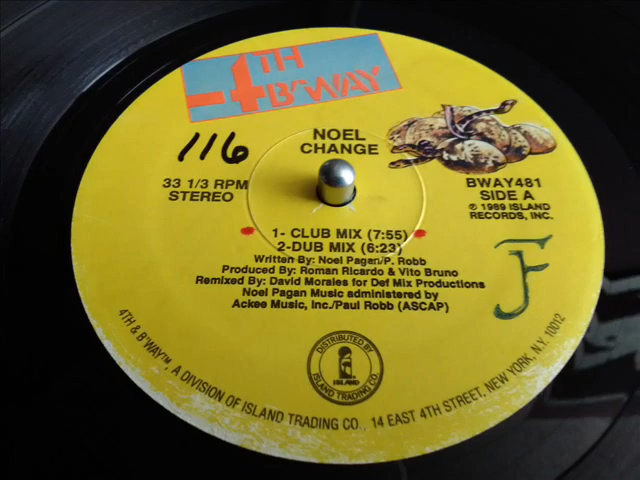 4TH
B'WAY
116
NOEL
CHANGE
33 1/3 RPM
STEREO
BWAY481
SIDE A
℗ 1989 ISLAND
RECORDS, INC.
1- CLUB MIX (7:55)
2-DUB MIX (6:23)
Written By: Noel Pagan/P. Robb
Produced By: Roman Ricardo & Vito Bruno
Remixed By: David Morales for Def Mix Productions
Noel Pagan Music administered by
Ackee Music, Inc./Paul Robb (ASCAP)
F
DISTRIBUTED BY
ISLAND
ISLAND TRADING CO.
4TH & B'WAY™, A DIVISION OF ISLAND TRADING CO., 14 EAST 4TH STREET, NEW YORK, N.Y. 10012